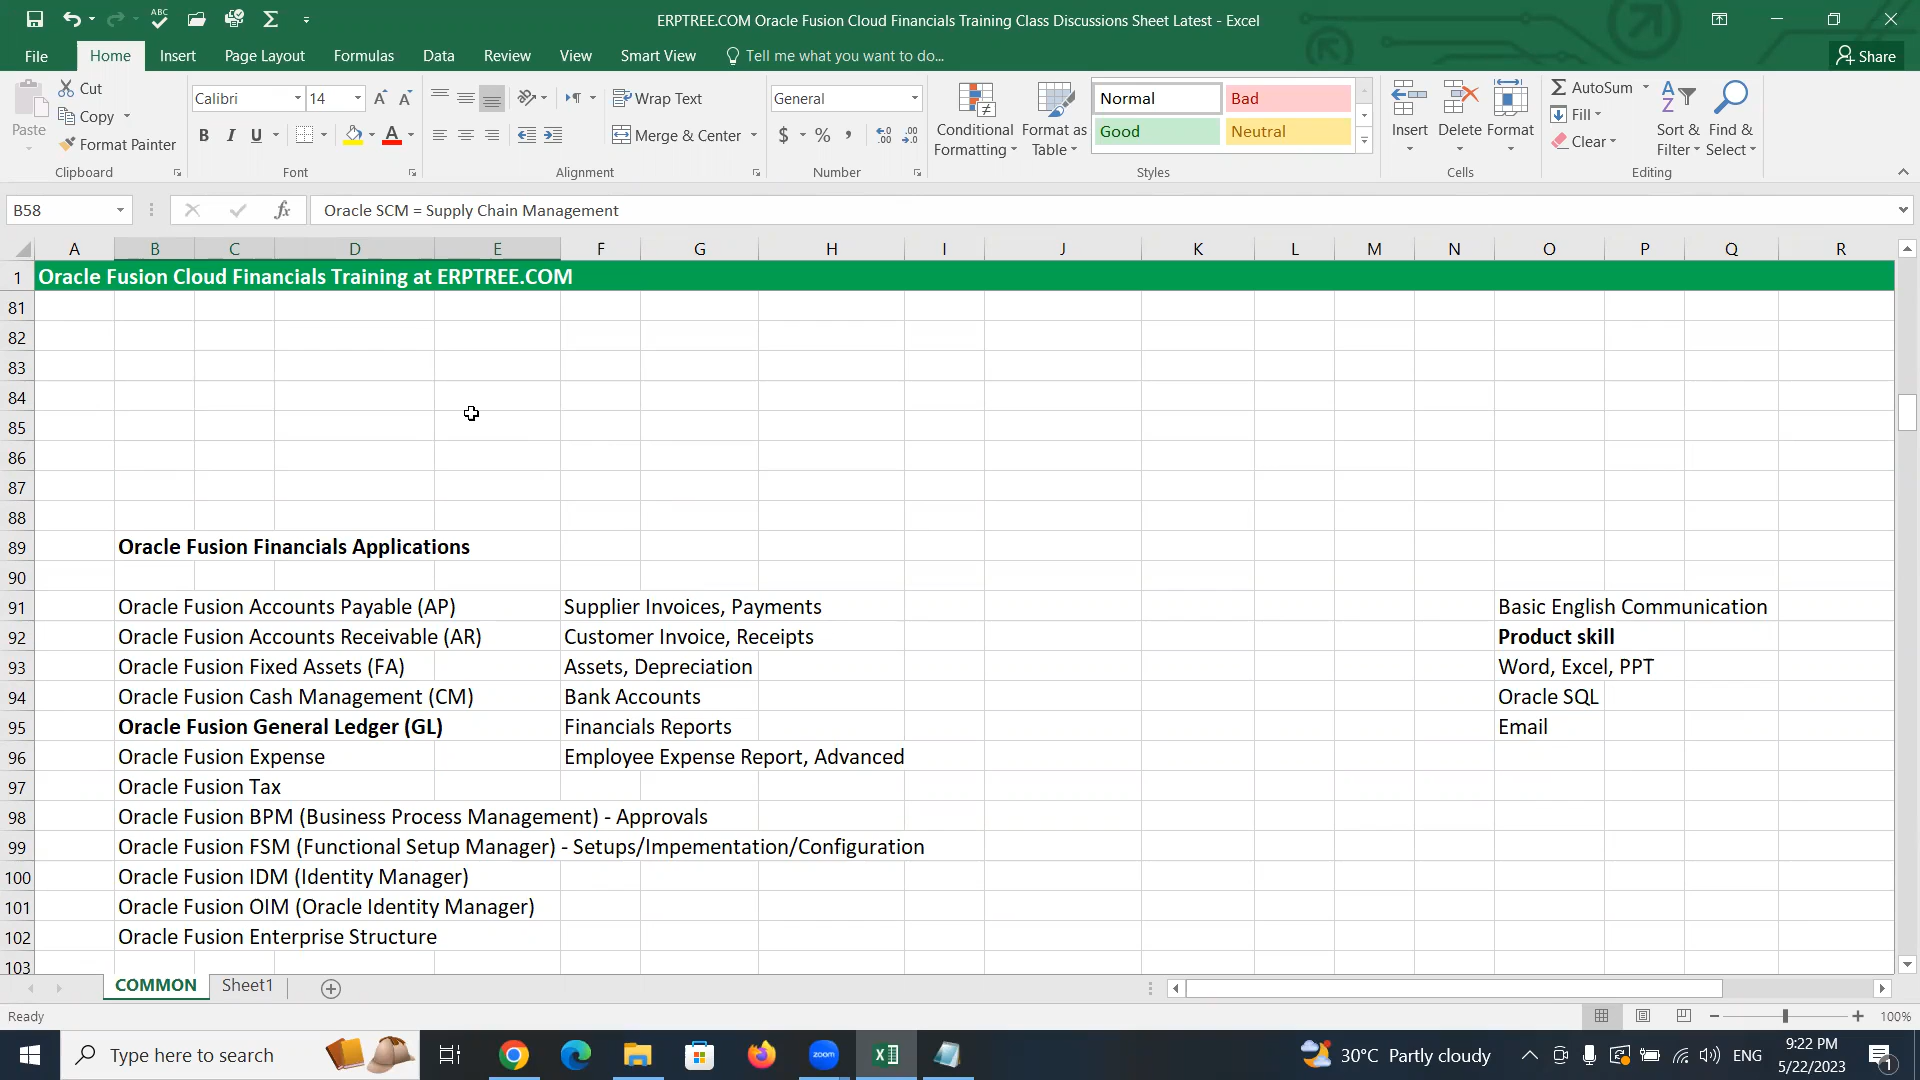 ERPTREE.COM Oracle Fusion Cloud Financials Training Class Discussions Sheet Latest - Excel
File Home Insert Page Layout Formulas Data Review View Smart View Tell me what you want to do... Share
Paste
Cut
Copy
Format Painter
Clipboard
Calibri 14
B I U
Font
Wrap Text
Merge & Center
Alignment
General
$ % ,
Number
Conditional Formatting
Format as Table
Normal Bad
Good Neutral
Styles
Insert Delete Format
Cells
AutoSum
Fill
Clear
Sort & Filter
Find & Select
Editing
B58 fx Oracle SCM = Supply Chain Management
A B C D E F G H I J K L M N O P Q R
1 Oracle Fusion Cloud Financials Training at ERPTREE.COM
81
82
83
84
85
86
87
88
89 Oracle Fusion Financials Applications
90
91 Oracle Fusion Accounts Payable (AP) Supplier Invoices, Payments Basic English Communication
92 Oracle Fusion Accounts Receivable (AR) Customer Invoice, Receipts Product skill
93 Oracle Fusion Fixed Assets (FA) Assets, Depreciation Word, Excel, PPT
94 Oracle Fusion Cash Management (CM) Bank Accounts Oracle SQL
95 Oracle Fusion General Ledger (GL) Financials Reports Email
96 Oracle Fusion Expense Employee Expense Report, Advanced
97 Oracle Fusion Tax
98 Oracle Fusion BPM (Business Process Management) - Approvals
99 Oracle Fusion FSM (Functional Setup Manager) - Setups/Impementation/Configuration
100 Oracle Fusion IDM (Identity Manager)
101 Oracle Fusion OIM (Oracle Identity Manager)
102 Oracle Fusion Enterprise Structure
103
COMMON Sheet1
Ready 100%
Type here to search zoom 30°C Partly cloudy ENG 9:22 PM
5/22/2023 1